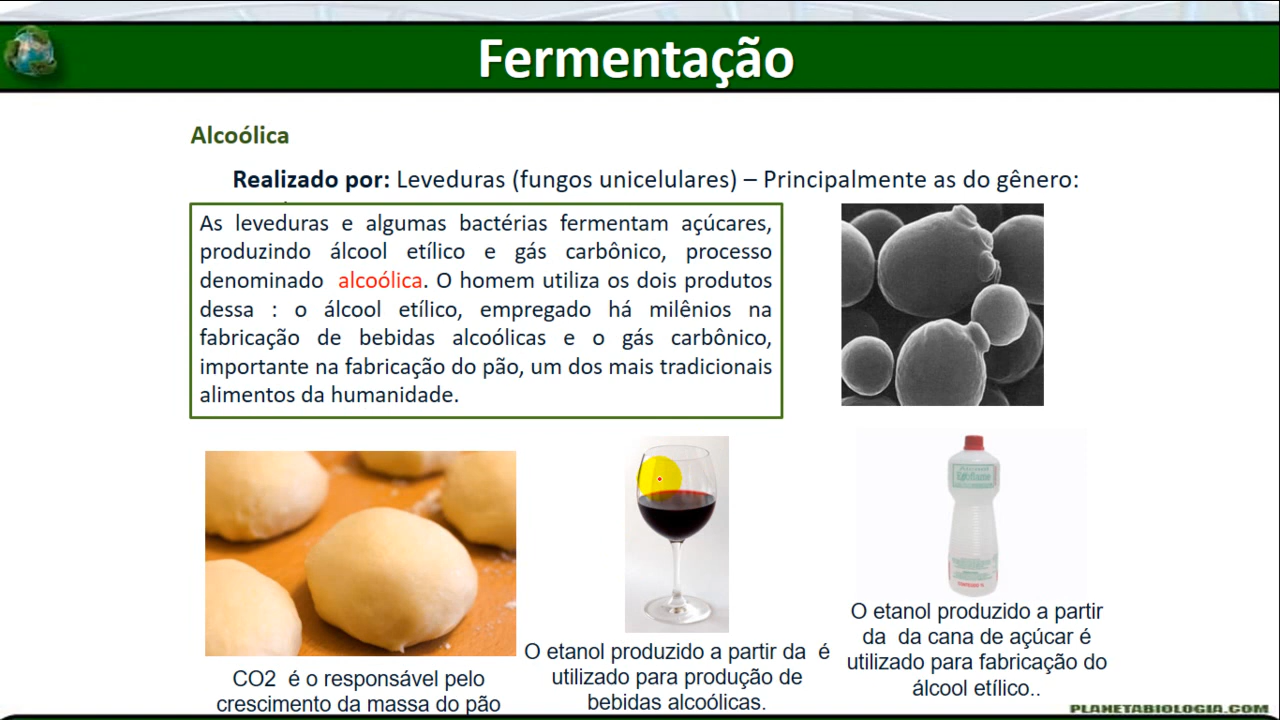 Fermentação
Alcoólica
Realizado por: Leveduras (fungos unicelulares) – Principalmente as do gênero:
As leveduras e algumas bactérias fermentam açúcares,
produzindo álcool etílico e gás carbônico, processo
denominado alcoólica. O homem utiliza os dois produtos
dessa : o álcool etílico, empregado há milênios na
fabricação de bebidas alcoólicas e o gás carbônico,
importante na fabricação do pão, um dos mais tradicionais
alimentos da humanidade.
CO2 é o responsável pelo
crescimento da massa do pão
O etanol produzido a partir da é
utilizado para produção de
bebidas alcoólicas.
O etanol produzido a partir
da da cana de açúcar é
utilizado para fabricação do
álcool etílico..
PLANETABIOLOGIA.COM